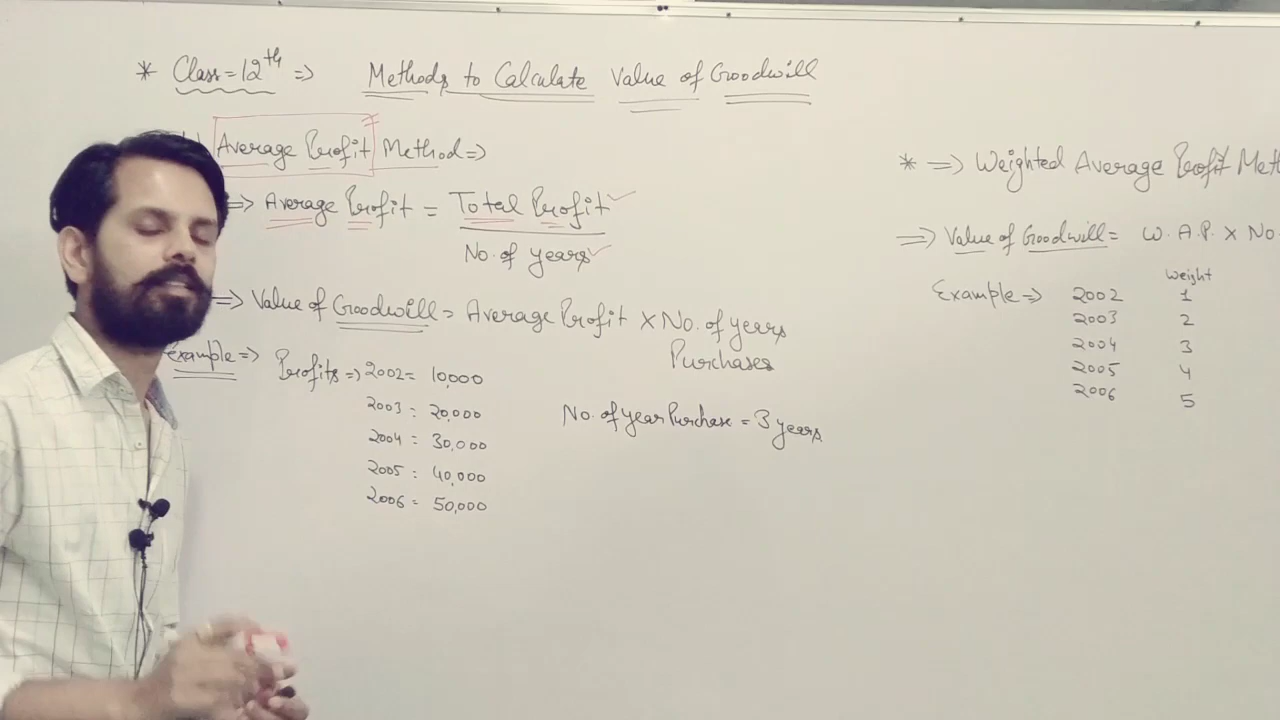 * Class = 12th => Methods to Calculate Value of Goodwill
Average Profit Method =>
=> Average Profit = Total Profit
No. of years
=> Value of Goodwill = Average Profit X No. of years
Purchases
Example => Profits => 2002 = 10,000
2003 = 20,000
2004 = 30,000
2005 = 40,000
2006 = 50,000
No. of year Purchase = 3 years
* => Weighted Average Profit Meth
=> Value of Goodwill = W.A.P. X No.
Weight
Example => 2002 1
2003 2
2004 3
2005 4
2006 5